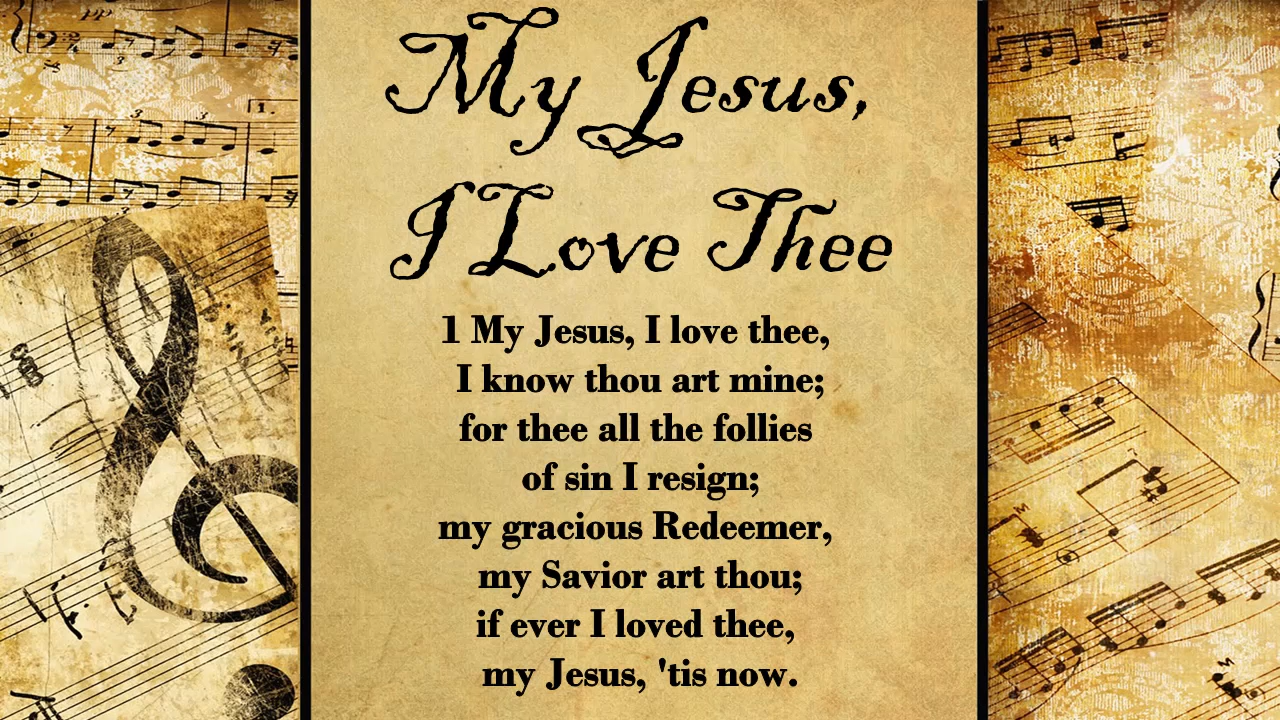 My Jesus,
I Love Thee
1 My Jesus, I love thee,
I know thou art mine;
for thee all the follies
of sin I resign;
my gracious Redeemer,
my Savior art thou;
if ever I loved thee,
my Jesus, 'tis now.